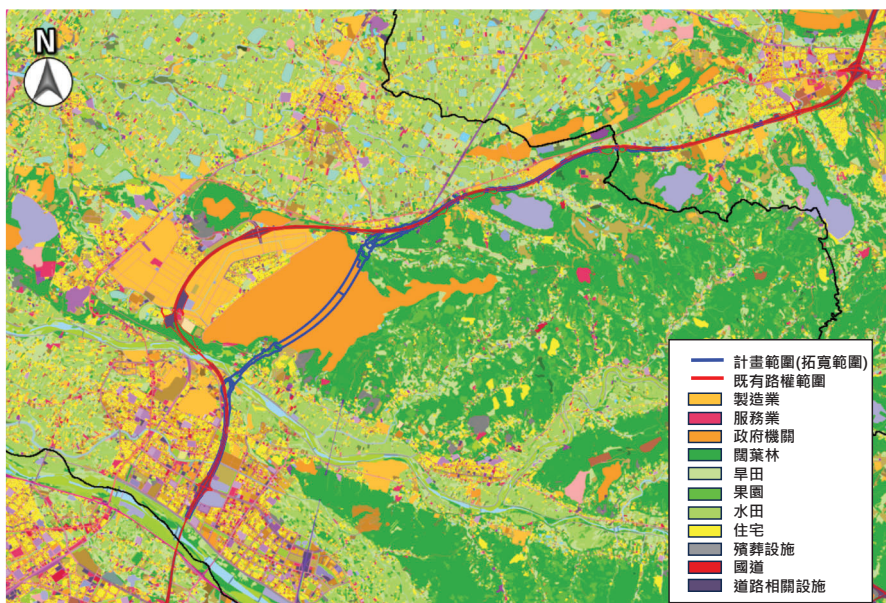 N
計畫範圍(拓寬範圍)
既有路權範圍
製造業
服務業
政府機關
闊葉林
旱田
果園
水田
住宅
殯葬設施
國道
道路相關設施